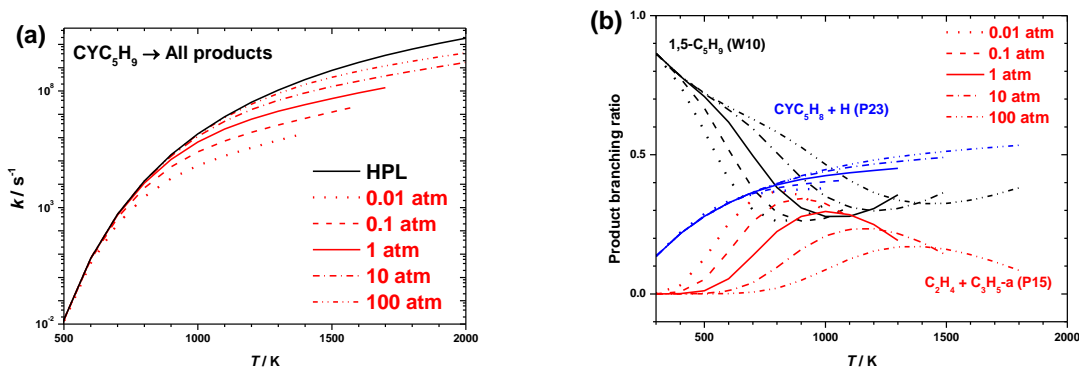 (a)
CYC5H9 → All products
k / s-1
10^8
10^3
10^-2
HPL
0.01 atm
0.1 atm
1 atm
10 atm
100 atm
500 1000 1500 2000
T / K
(b)
1,5-C5H9 (W10)
0.01 atm
0.1 atm
1 atm
10 atm
100 atm
CYC5H8 + H (P23)
C2H4 + C3H5-a (P15)
Product branching ratio
1.0
0.5
0.0
500 1000 1500 2000
T / K